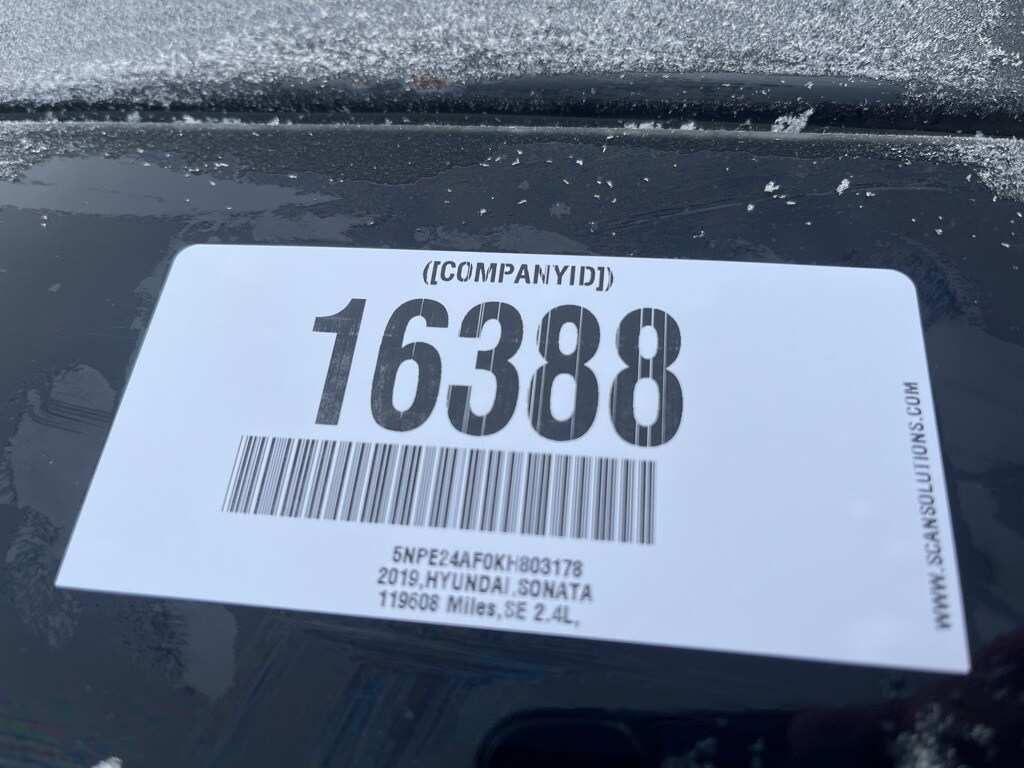 ([COMPANYID])
16388
5NPE24AF0KH803178
2019,HYUNDAI,SONATA
119608 Miles,SE 2.4L,
WWW.SCANSOLUTIONS.COM